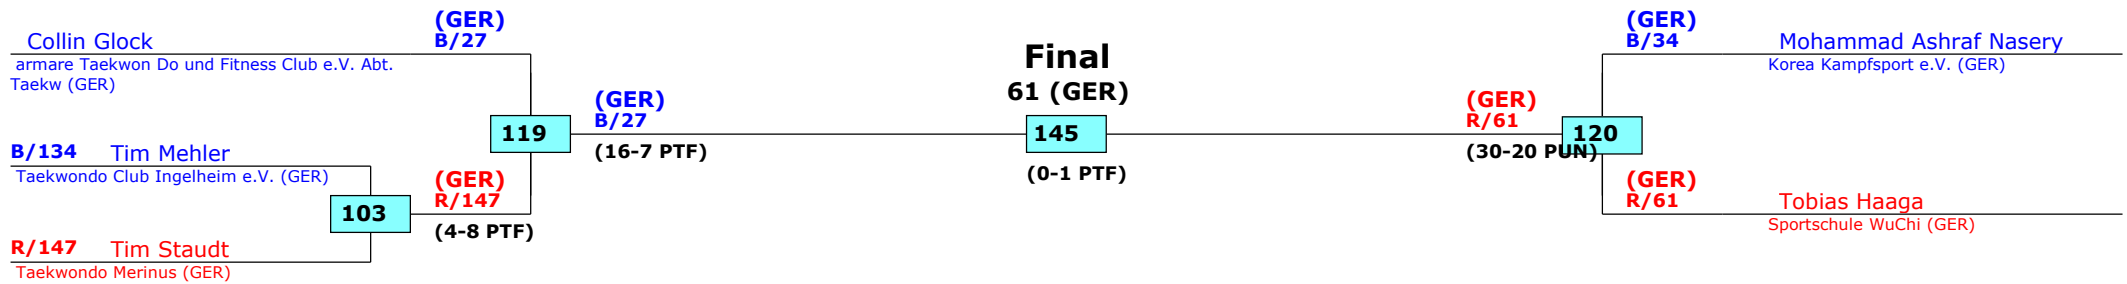 (GER)
B/27
Collin Glock
armare Taekwon Do und Fitness Club e.V. Abt.
Taekw (GER)
119
(GER)
B/27
(16-7 PTF)
B/134 Tim Mehler
Taekwondo Club Ingelheim e.V. (GER)
103
(GER)
R/147
(4-8 PTF)
R/147 Tim Staudt
Taekwondo Merinus (GER)
Final
61 (GER)
145
(0-1 PTF)
(GER)
R/61
(30-20 PUN)
120
(GER)
B/34
Mohammad Ashraf Nasery
Korea Kampfsport e.V. (GER)
(GER)
R/61
Tobias Haaga
Sportschule WuChi (GER)